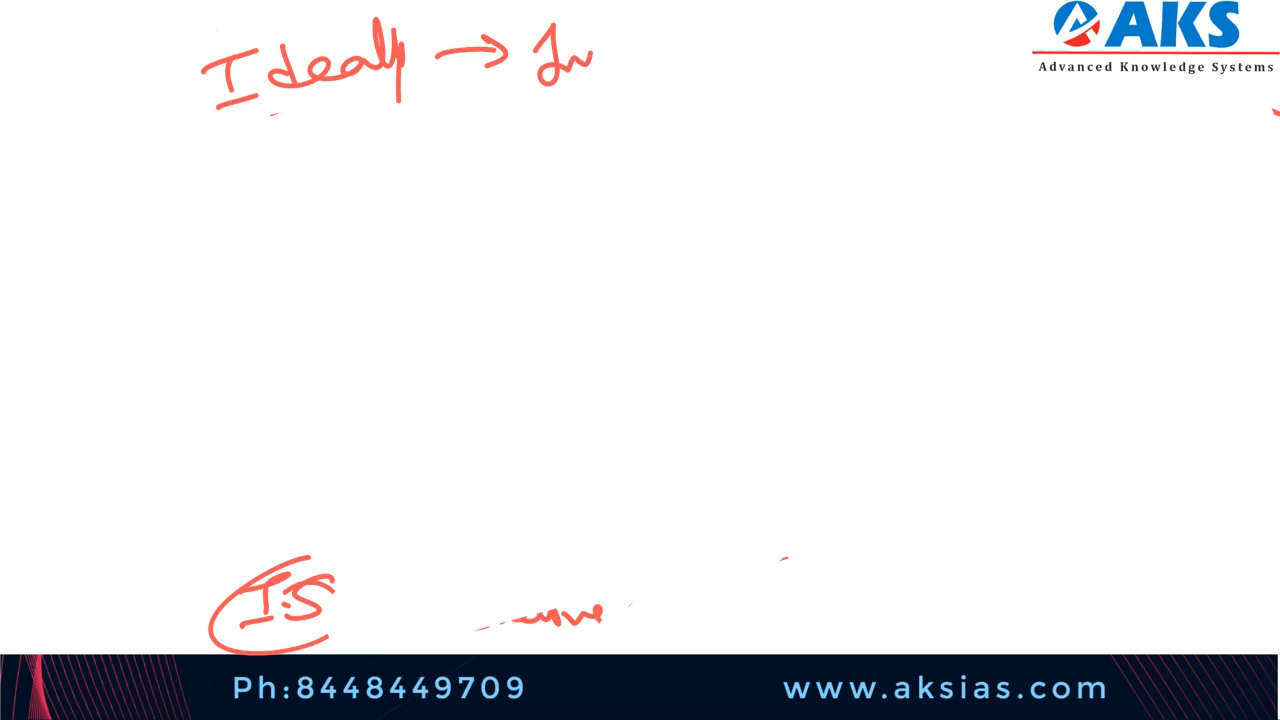 AKS
Advanced Knowledge Systems
Ideally → In
I.S
Ph:8448449709
www.aksias.com